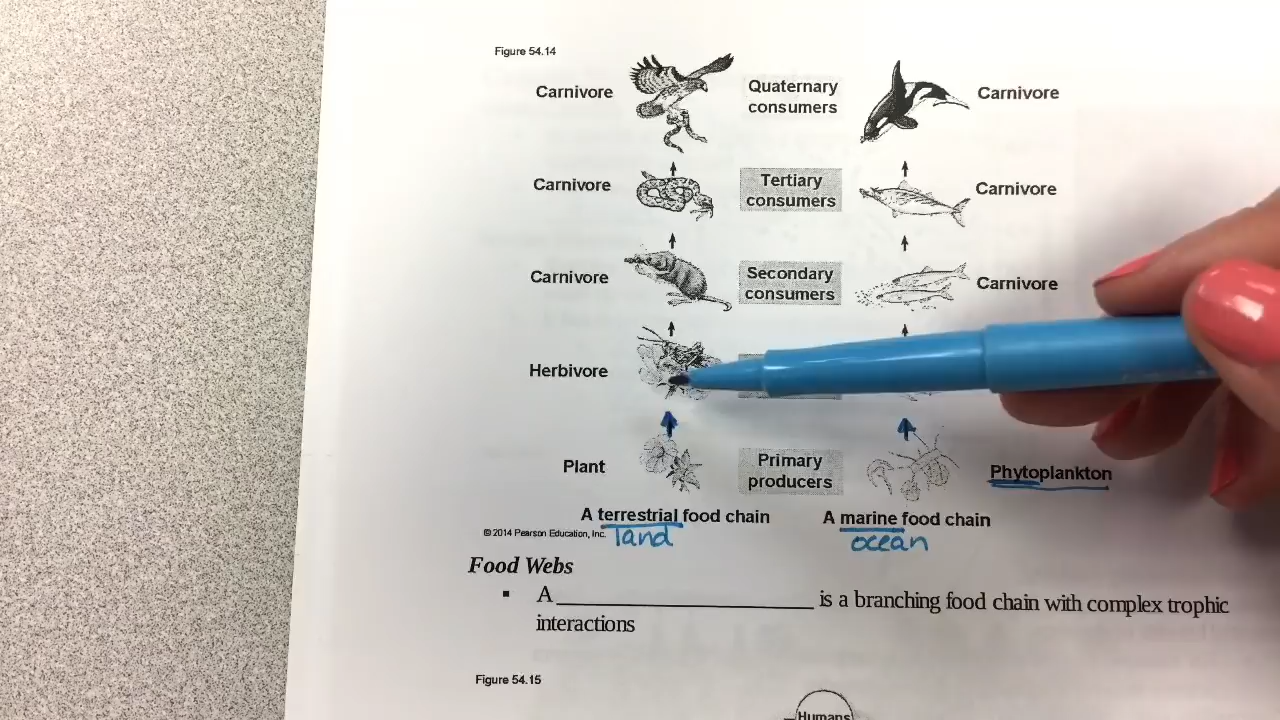 Figure 54.14
Carnivore
Quaternary
consumers
Carnivore
Carnivore
Tertiary
consumers
Carnivore
Carnivore
Secondary
consumers
Carnivore
Herbivore
Plant
Primary
producers
Phytoplankton
A terrestrial food chain
A marine food chain
© 2014 Pearson Education, Inc.
land
ocean
Food Webs
▪ A ____________________ is a branching food chain with complex trophic
interactions
Figure 54.15
Humans